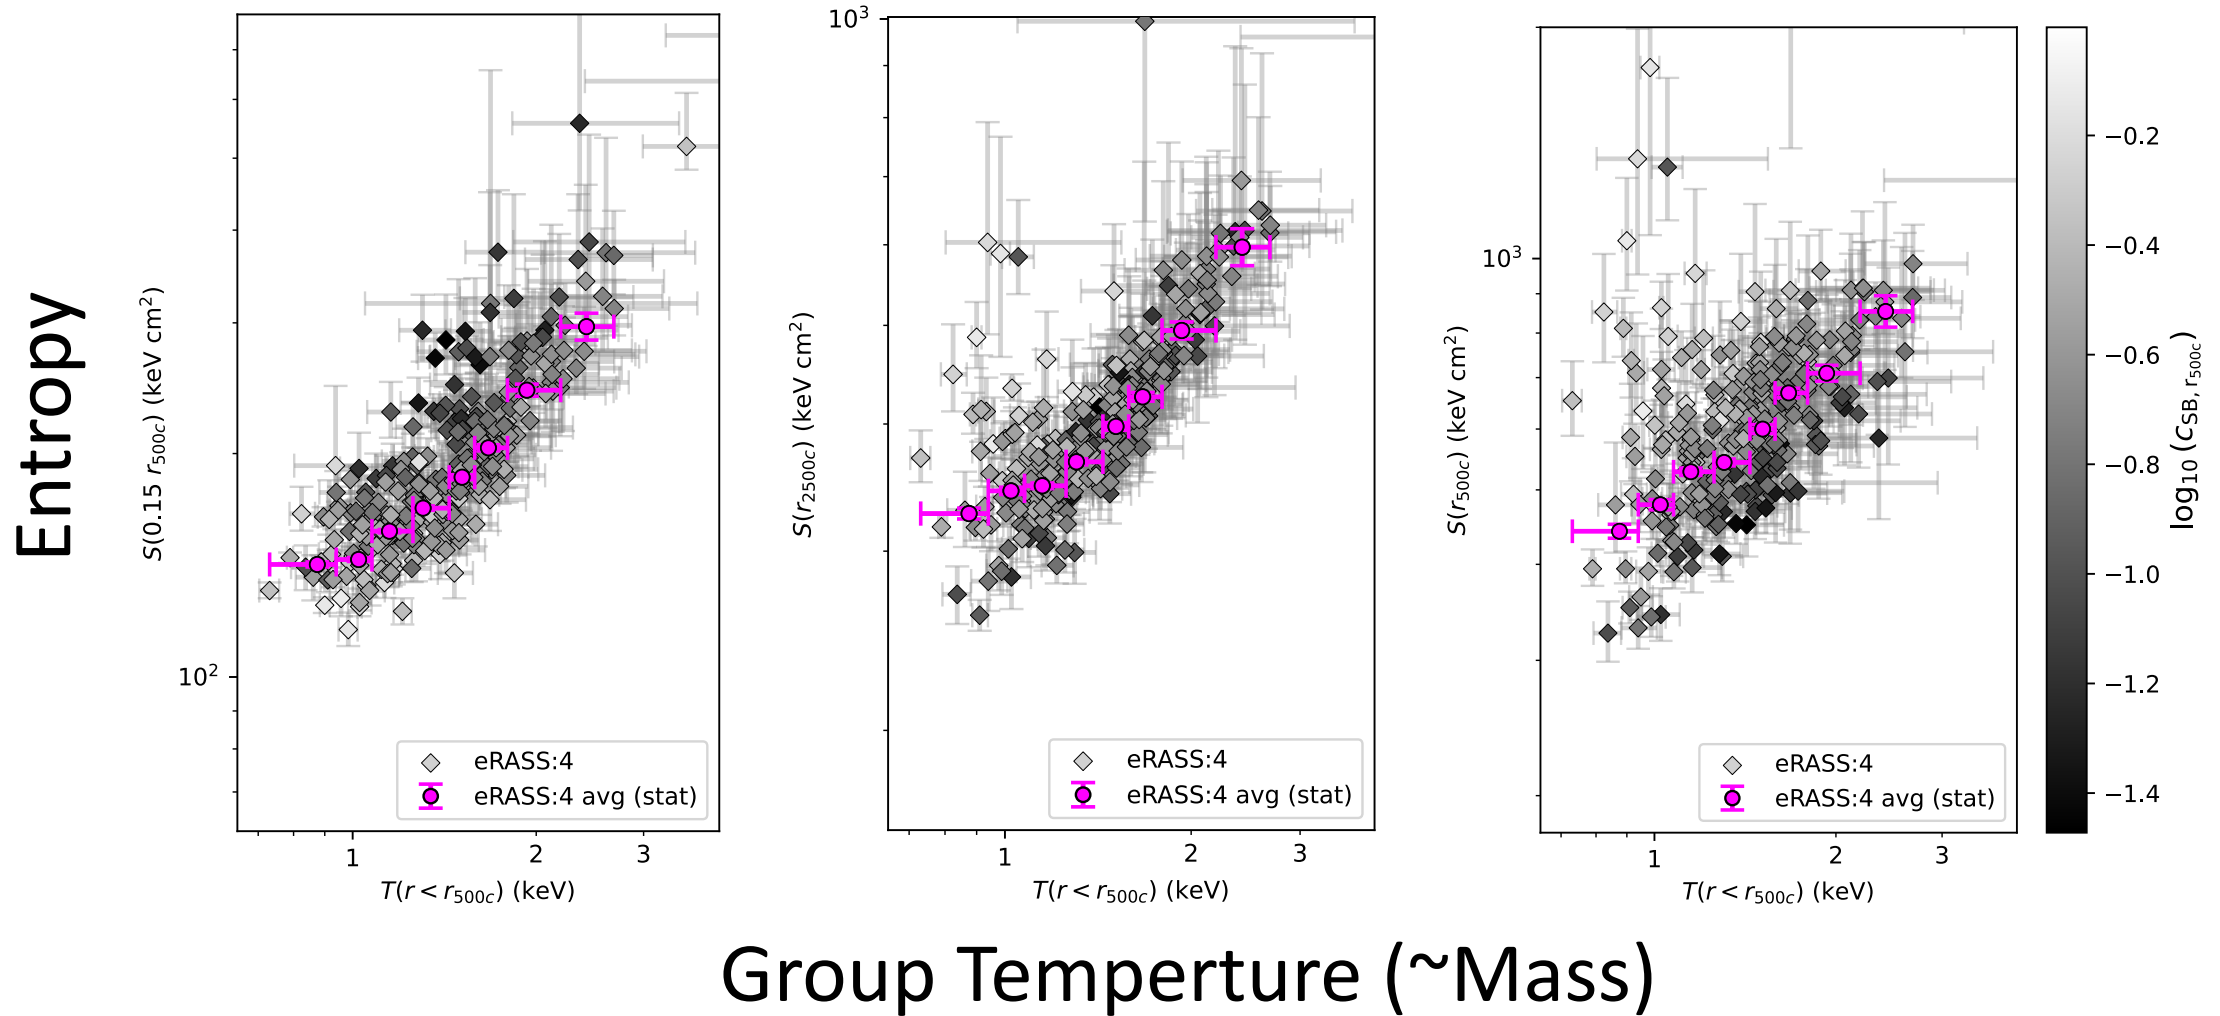 Entropy
S(0.15 r500c) (keV cm²)
10²
1 2 3
T(r < r500c) (keV)
eRASS:4
eRASS:4 avg (stat)
S(r2500c) (keV cm²)
10³
1 2 3
T(r < r500c) (keV)
eRASS:4
eRASS:4 avg (stat)
S(r500c) (keV cm²)
10³
1 2 3
T(r < r500c) (keV)
eRASS:4
eRASS:4 avg (stat)
−0.2
−0.4
−0.6
−0.8
−1.0
−1.2
−1.4
log10 (cSB, r500c)
Group Temperture (~Mass)